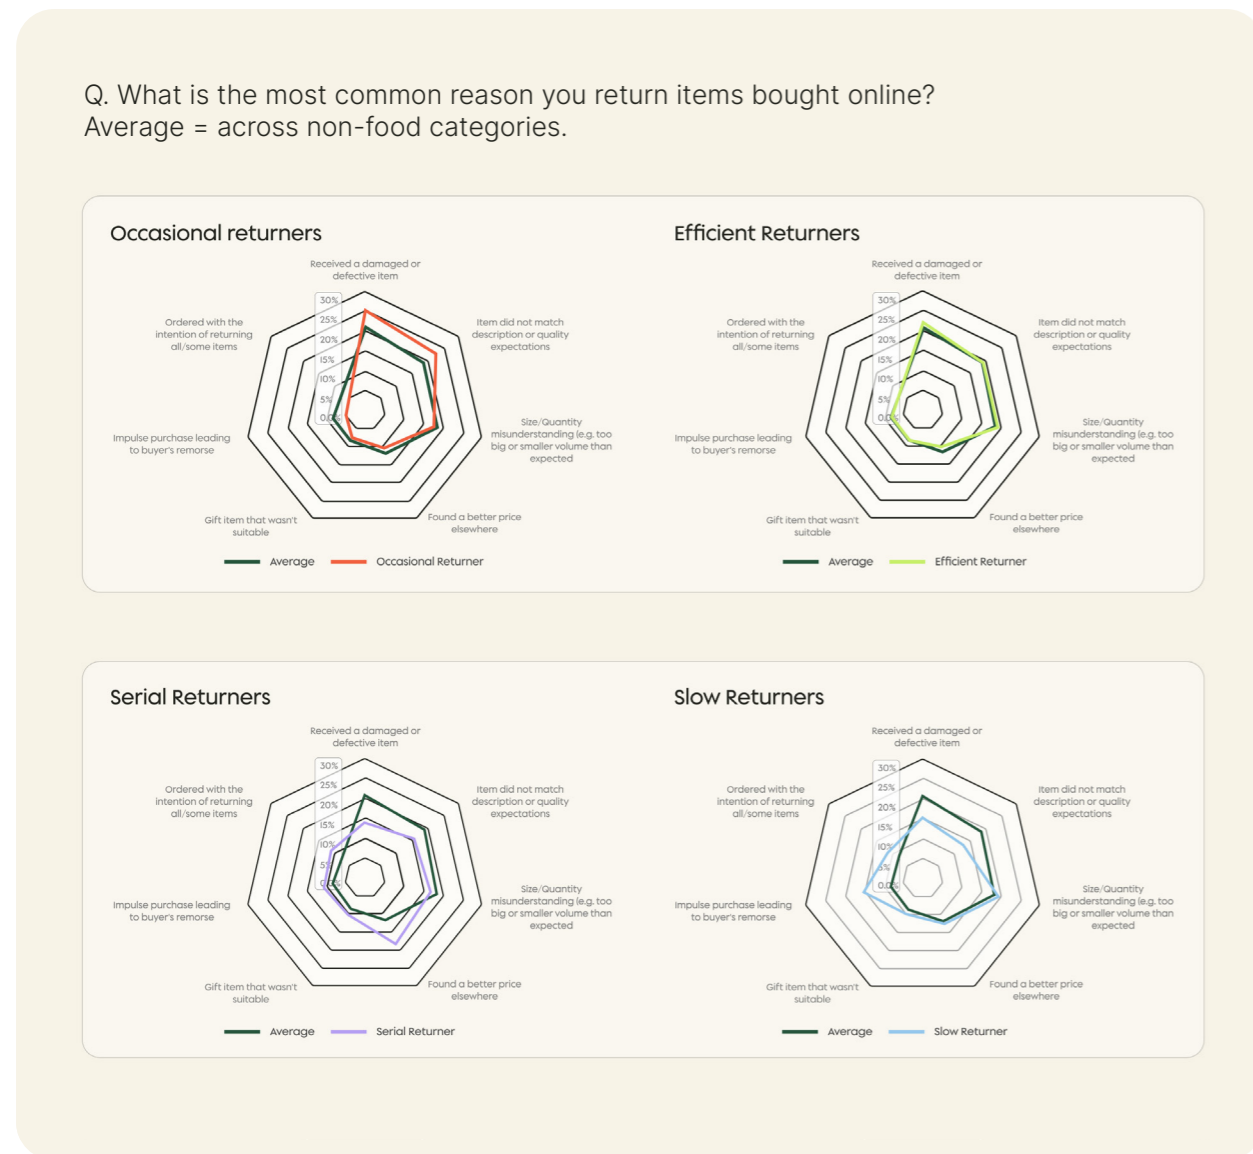 Q. What is the most common reason you return items bought online?
Average = across non-food categories.
Occasional returners
Received a damaged or
defective item
Item did not match
description or quality
expectations
Size/Quantity
misunderstanding (e.g. too
big or smaller volume than
expected
Found a better price
elsewhere
Gift item that wasn't
suitable
Impulse purchase leading
to buyer's remorse
Ordered with the
intention of returning
all/some items
30%
25%
20%
15%
10%
5%
0.0%
Average
Occasional Returner
Efficient Returners
Received a damaged or
defective item
Item did not match
description or quality
expectations
Size/Quantity
misunderstanding (e.g. too
big or smaller volume than
expected
Found a better price
elsewhere
Gift item that wasn't
suitable
Impulse purchase leading
to buyer's remorse
Ordered with the
intention of returning
all/some items
30%
25%
20%
15%
10%
5%
0.0%
Average
Efficient Returner
Serial Returners
Received a damaged or
defective item
Item did not match
description or quality
expectations
Size/Quantity
misunderstanding (e.g. too
big or smaller volume than
expected
Found a better price
elsewhere
Gift item that wasn't
suitable
Impulse purchase leading
to buyer's remorse
Ordered with the
intention of returning
all/some items
30%
25%
20%
15%
10%
5%
0.0%
Average
Serial Returner
Slow Returners
Received a damaged or
defective item
Item did not match
description or quality
expectations
Size/Quantity
misunderstanding (e.g. too
big or smaller volume than
expected
Found a better price
elsewhere
Gift item that wasn't
suitable
Impulse purchase leading
to buyer's remorse
Ordered with the
intention of returning
all/some items
30%
25%
20%
15%
10%
5%
0.0%
Average
Slow Returner